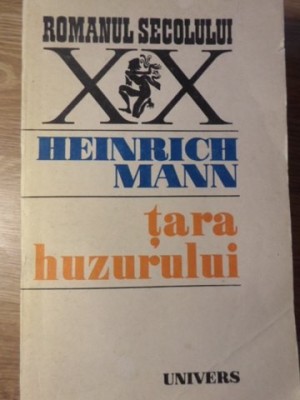 ROMANUL SECOLULUI
XX
HEINRICH
MANN
țara
huzurului
UNIVERS